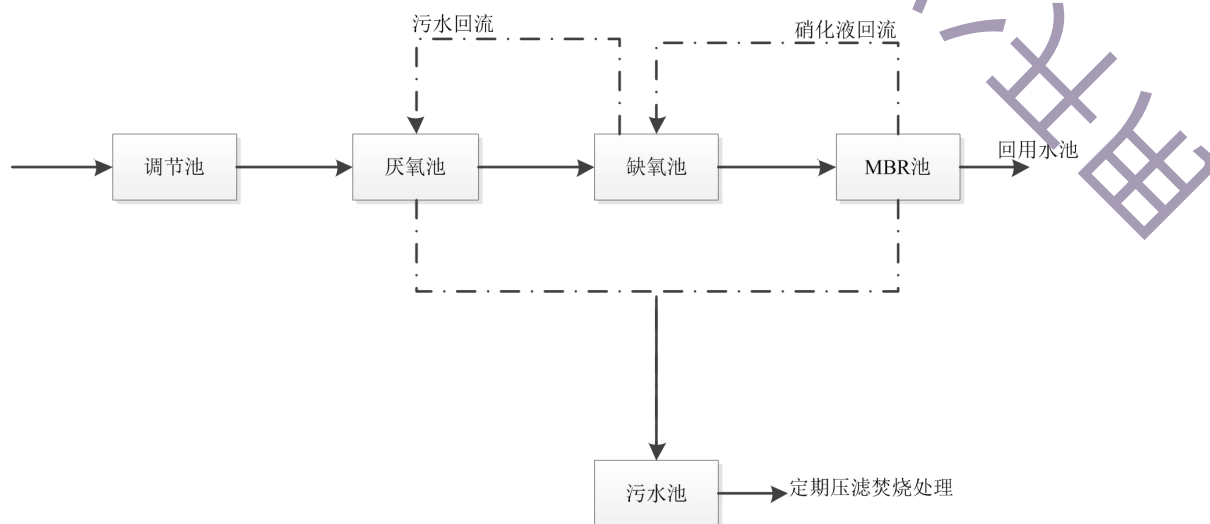 污水回流
硝化液回流
调节池
厌氧池
缺氧池
MBR池
回用水池
污水池
定期压滤焚烧处理